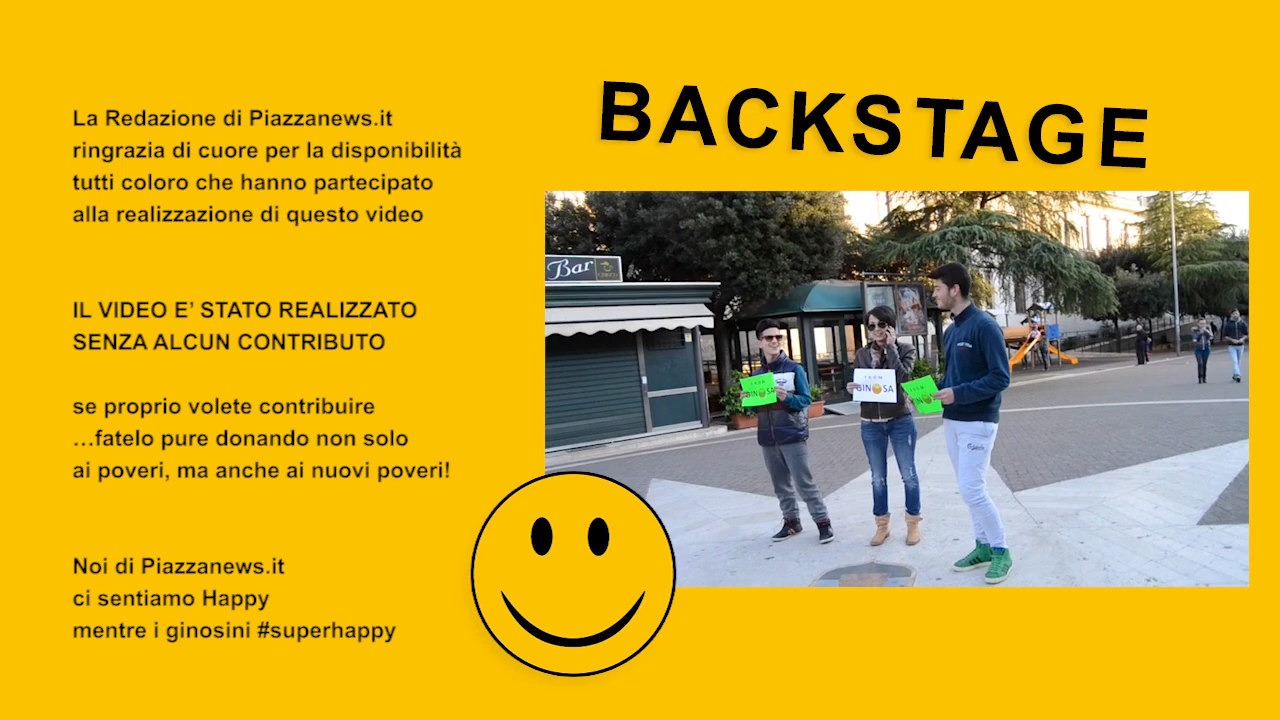 BACKSTAGE
La Redazione di Piazzanews.it
ringrazia di cuore per la disponibilità
tutti coloro che hanno partecipato
alla realizzazione di questo video
IL VIDEO E’ STATO REALIZZATO
SENZA ALCUN CONTRIBUTO
se proprio volete contribuire
…fatelo pure donando non solo
ai poveri, ma anche ai nuovi poveri!
Noi di Piazzanews.it
ci sentiamo Happy
mentre i ginosini #superhappy
Bar